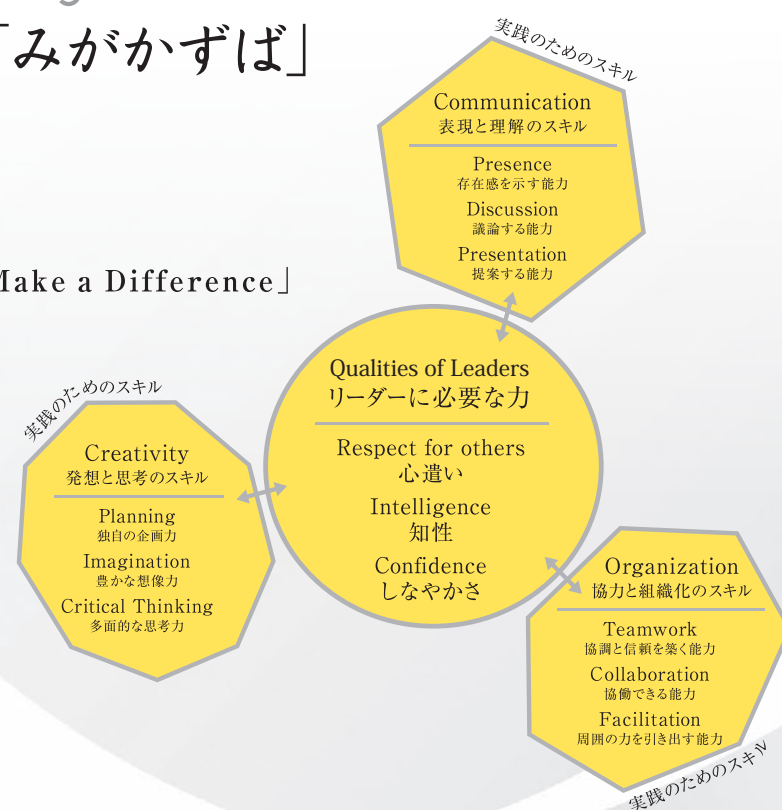 「みがかずば」
Make a Difference」
実践のためのスキル
Communication
表現と理解のスキル
Presence
存在感を示す能力
Discussion
議論する能力
Presentation
提案する能力
Qualities of Leaders
リーダーに必要な力
Respect for others
心遣い
Intelligence
知性
Confidence
しなやかさ
実践のためのスキル
Creativity
発想と思考のスキル
Planning
独自の企画力
Imagination
豊かな想像力
Critical Thinking
多面的な思考力
Organization
協力と組織化のスキル
Teamwork
協調と信頼を築く能力
Collaboration
協働できる能力
Facilitation
周囲の力を引き出す能力
実践のためのスキル